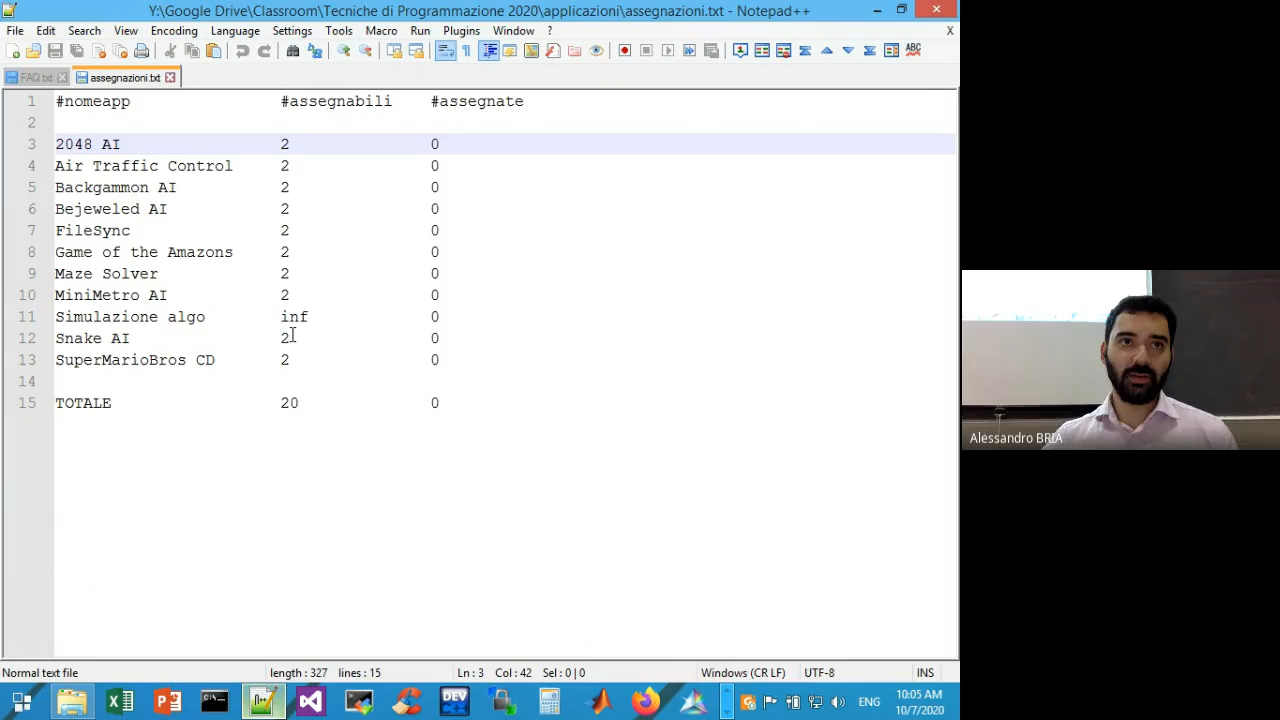 Y:\Google Drive\Classroom\Tecniche di Programmazione 2020\applicazioni\assegnazioni.txt - Notepad++
File Edit Search View Encoding Language Settings Tools Macro Run Plugins Window ? X
FAQ.txt assegnazioni.txt
1 #nomeapp #assegnabili #assegnate
2
3 2048 AI 2 0
4 Air Traffic Control 2 0
5 Backgammon AI 2 0
6 Bejeweled AI 2 0
7 FileSync 2 0
8 Game of the Amazons 2 0
9 Maze Solver 2 0
10 MiniMetro AI 2 0
11 Simulazione algo inf 0
12 Snake AI 2 0
13 SuperMarioBros CD 2 0
14
15 TOTALE 20 0
Alessandro BRIA
Normal text file length : 327 lines : 15 Ln : 3 Col : 42 Sel : 0 | 0 Windows (CR LF) UTF-8 INS
DEV
ENG
10:05 AM
10/7/2020